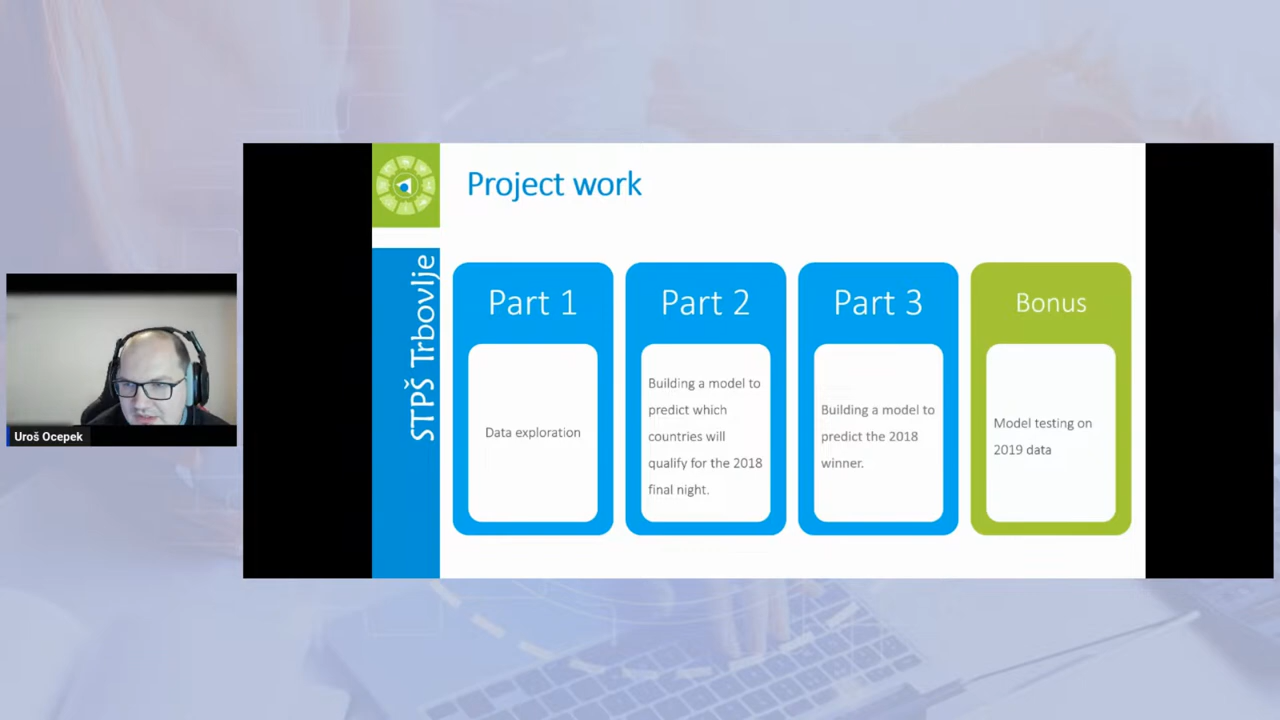 Project work
STPŠ Trbovlje
Part 1
Data exploration
Part 2
Building a model to
predict which
countries will
qualify for the 2018
final night.
Part 3
Building a model to
predict the 2018
winner.
Bonus
Model testing on
2019 data
Uroš Ocepek